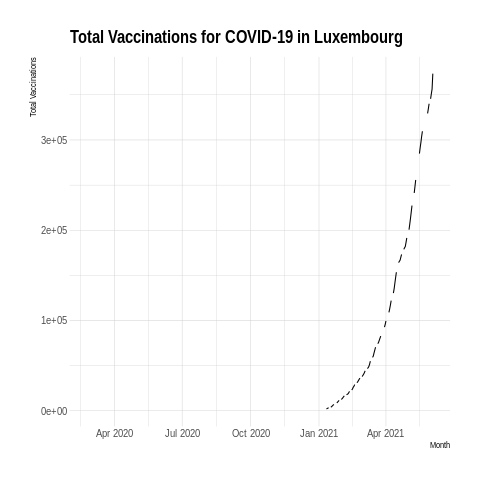 Total Vaccinations for COVID-19 in Luxembourg
Total Vaccinations
3e+05
2e+05
1e+05
0e+00
Apr 2020 Jul 2020 Oct 2020 Jan 2021 Apr 2021
Month